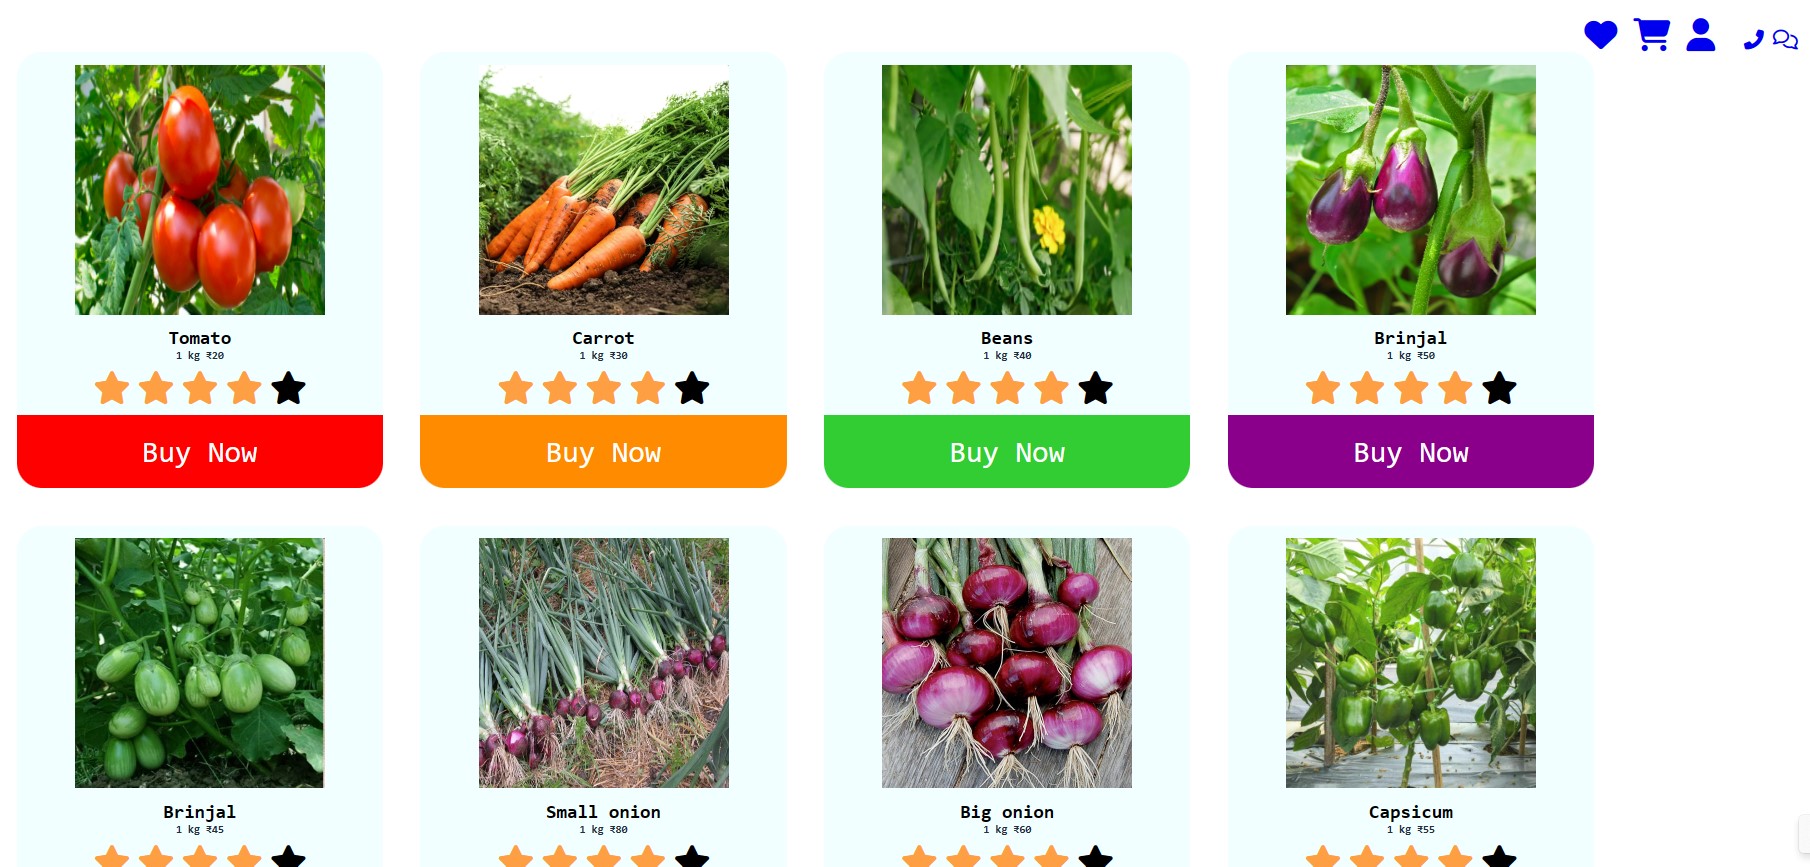 Tomato
1 kg ₹20
Buy Now
Carrot
1 kg ₹30
Buy Now
Beans
1 kg ₹40
Buy Now
Brinjal
1 kg ₹50
Buy Now
Brinjal
1 kg ₹45
Small onion
1 kg ₹80
Big onion
1 kg ₹60
Capsicum
1 kg ₹55